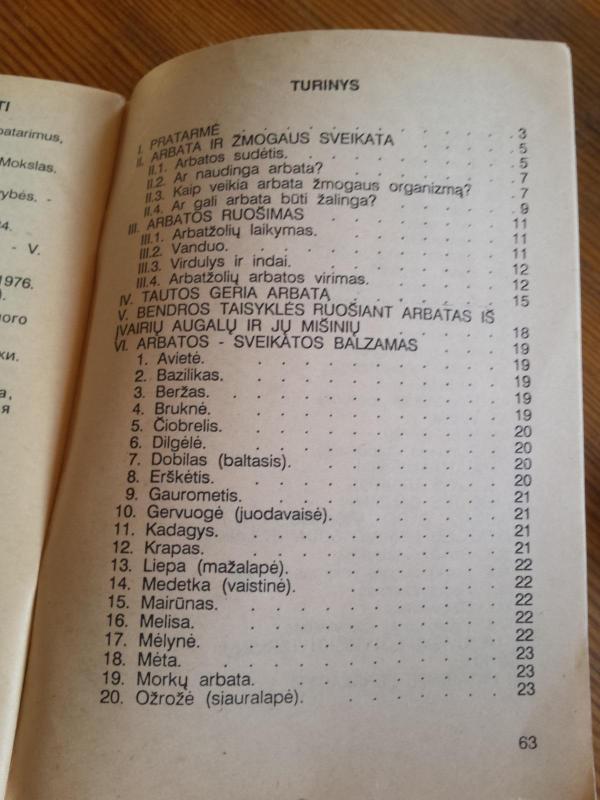 TI
patarimus,
Mokslas.
rybės. -
- V.
1976.
).
ного
ки.
а,
я
TURINYS
I. PRATARMĖ . . . . . . . . . . 3
II. ARBATA IR ŽMOGAUS SVEIKATA . . . . 5
II.1. Arbatos sudėtis. . . . . . . . . 5
II.2. Ar naudinga arbata? . . . . . . . 7
II.3. Kaip veikia arbata žmogaus organizmą? . . 7
II.4. Ar gali arbata būti žalinga? . . . . . 9
III. ARBATOS RUOŠIMAS . . . . . . . 11
III.1. Arbatžolių laikymas. . . . . . . 11
III.2. Vanduo. . . . . . . . . . 11
III.3. Virdulys ir indai. . . . . . . . 12
III.4. Arbatžolių arbatos virimas. . . . . 12
IV. TAUTOS GERIA ARBATĄ . . . . . . 15
V. BENDROS TAISYKLĖS RUOŠIANT ARBATAS IŠ
ĮVAIRIŲ AUGALŲ IR JŲ MIŠINIŲ . . . . . 18
VI. ARBATOS - SVEIKATOS BALZAMAS . . . . 19
1. Avietė. . . . . . . . . . 19
2. Bazilikas. . . . . . . . . 19
3. Beržas. . . . . . . . . . 19
4. Bruknė. . . . . . . . . . 19
5. Čiobrelis. . . . . . . . . 20
6. Dilgėlė. . . . . . . . . . 20
7. Dobilas (baltasis). . . . . . . 20
8. Erškėtis. . . . . . . . . 20
9. Gaurometis. . . . . . . . . 21
10. Gervuogė (juodavaisė). . . . . . 21
11. Kadagys. . . . . . . . . 21
12. Krapas. . . . . . . . . . 21
13. Liepa (mažalapė). . . . . . . 22
14. Medetka (vaistinė). . . . . . . 22
15. Mairūnas. . . . . . . . . 22
16. Melisa. . . . . . . . . . 22
17. Mėlynė. . . . . . . . . . 22
18. Mėta. . . . . . . . . . . 23
19. Morkų arbata. . . . . . . . 23
20. Ožrožė (siauralapė). . . . . . . 23
63